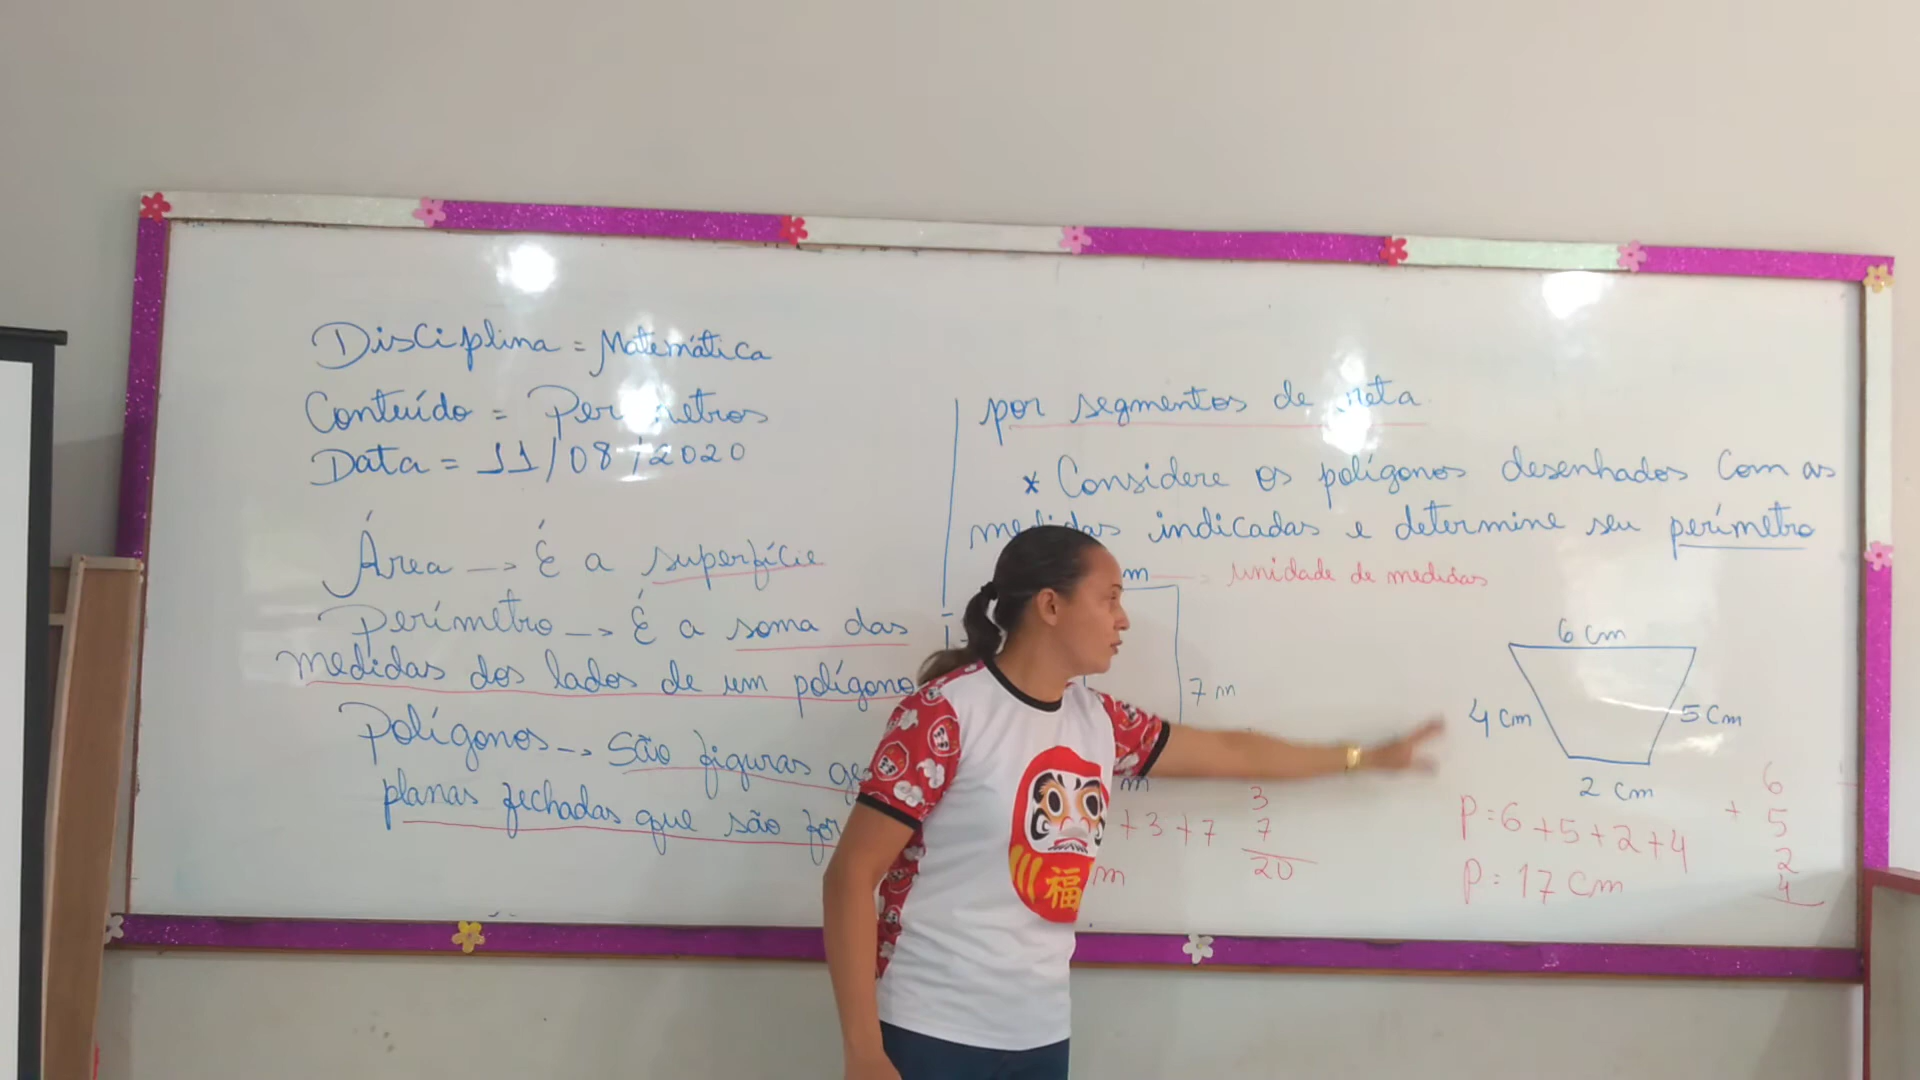 Disciplina = Matemática
Conteúdo = Per metros
Data = 11/08/2020
Área --> É a superfície
Perímetro --> É a soma das
medidas dos lados de um polígono
Polígonos --> São figuras ge
planas fechadas que são for
por segmentos de reta.
* Considere os polígonos desenhados com as
medidas indicadas e determine seu perímetro
m = unidade de medidas
7 m
m
+ 3 + 7
m
3
7
20
6 cm
4 cm
5 cm
2 cm
P = 6 + 5 + 2 + 4
P = 17 cm
6
+ 5
2
4
福